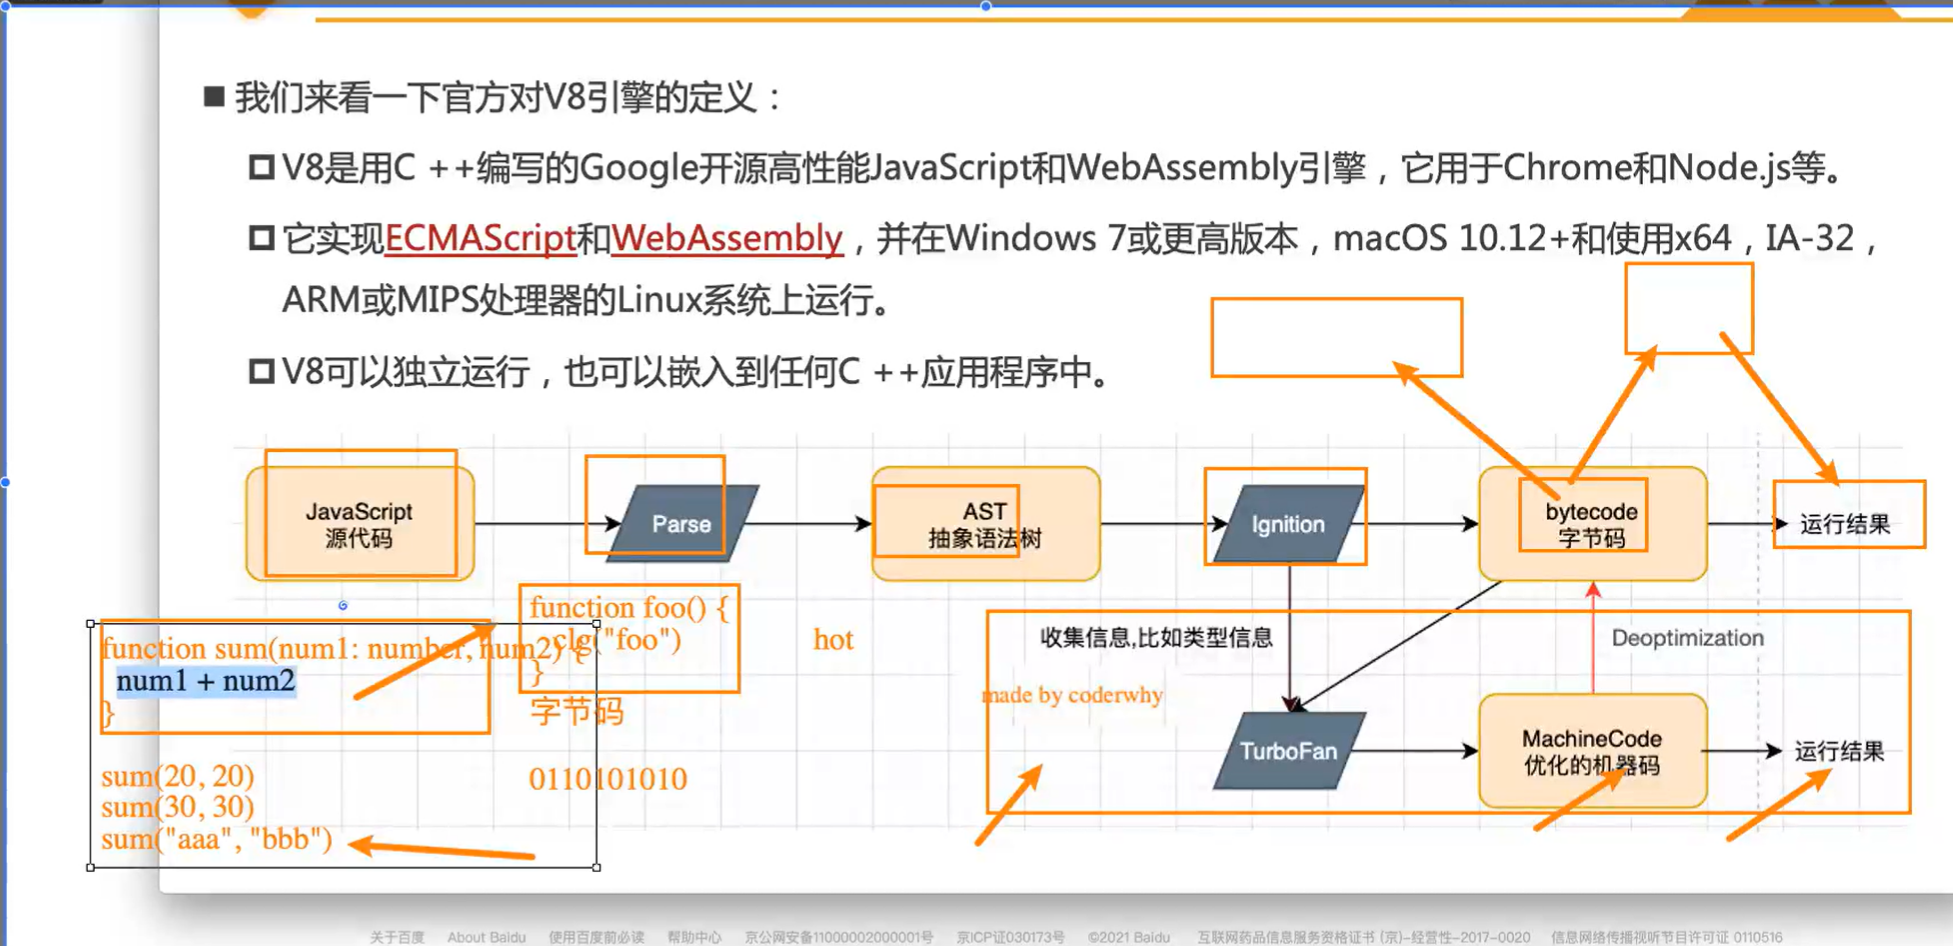 ■ 我们来看一下官方对V8引擎的定义：
V8是用C ++编写的Google开源高性能JavaScript和WebAssembly引擎，它用于Chrome和Node.js等。
它实现ECMAScript和WebAssembly，并在Windows 7或更高版本，macOS 10.12+和使用x64，IA-32，
ARM或MIPS处理器的Linux系统上运行。
V8可以独立运行，也可以嵌入到任何C ++应用程序中。
JavaScript
源代码
Parse
AST
抽象语法树
Ignition
bytecode
字节码
运行结果
function sum(num1: number, num2) {
num1 + num2
}
sum(20, 20)
sum(30, 30)
sum("aaa", "bbb")
function foo() {
clg("foo")
}
字节码
0110101010
hot
收集信息,比如类型信息
made by coderwhy
Deoptimization
TurboFan
MachineCode
优化的机器码
运行结果
关于百度 About Baidu 使用百度前必读 帮助中心 京公网安备11000002000001号 京ICP证030173号 ©2021 Baidu 互联网药品信息服务资格证书 (京)-经营性-2017-0020 信息网络传播视听节目许可证 0110516